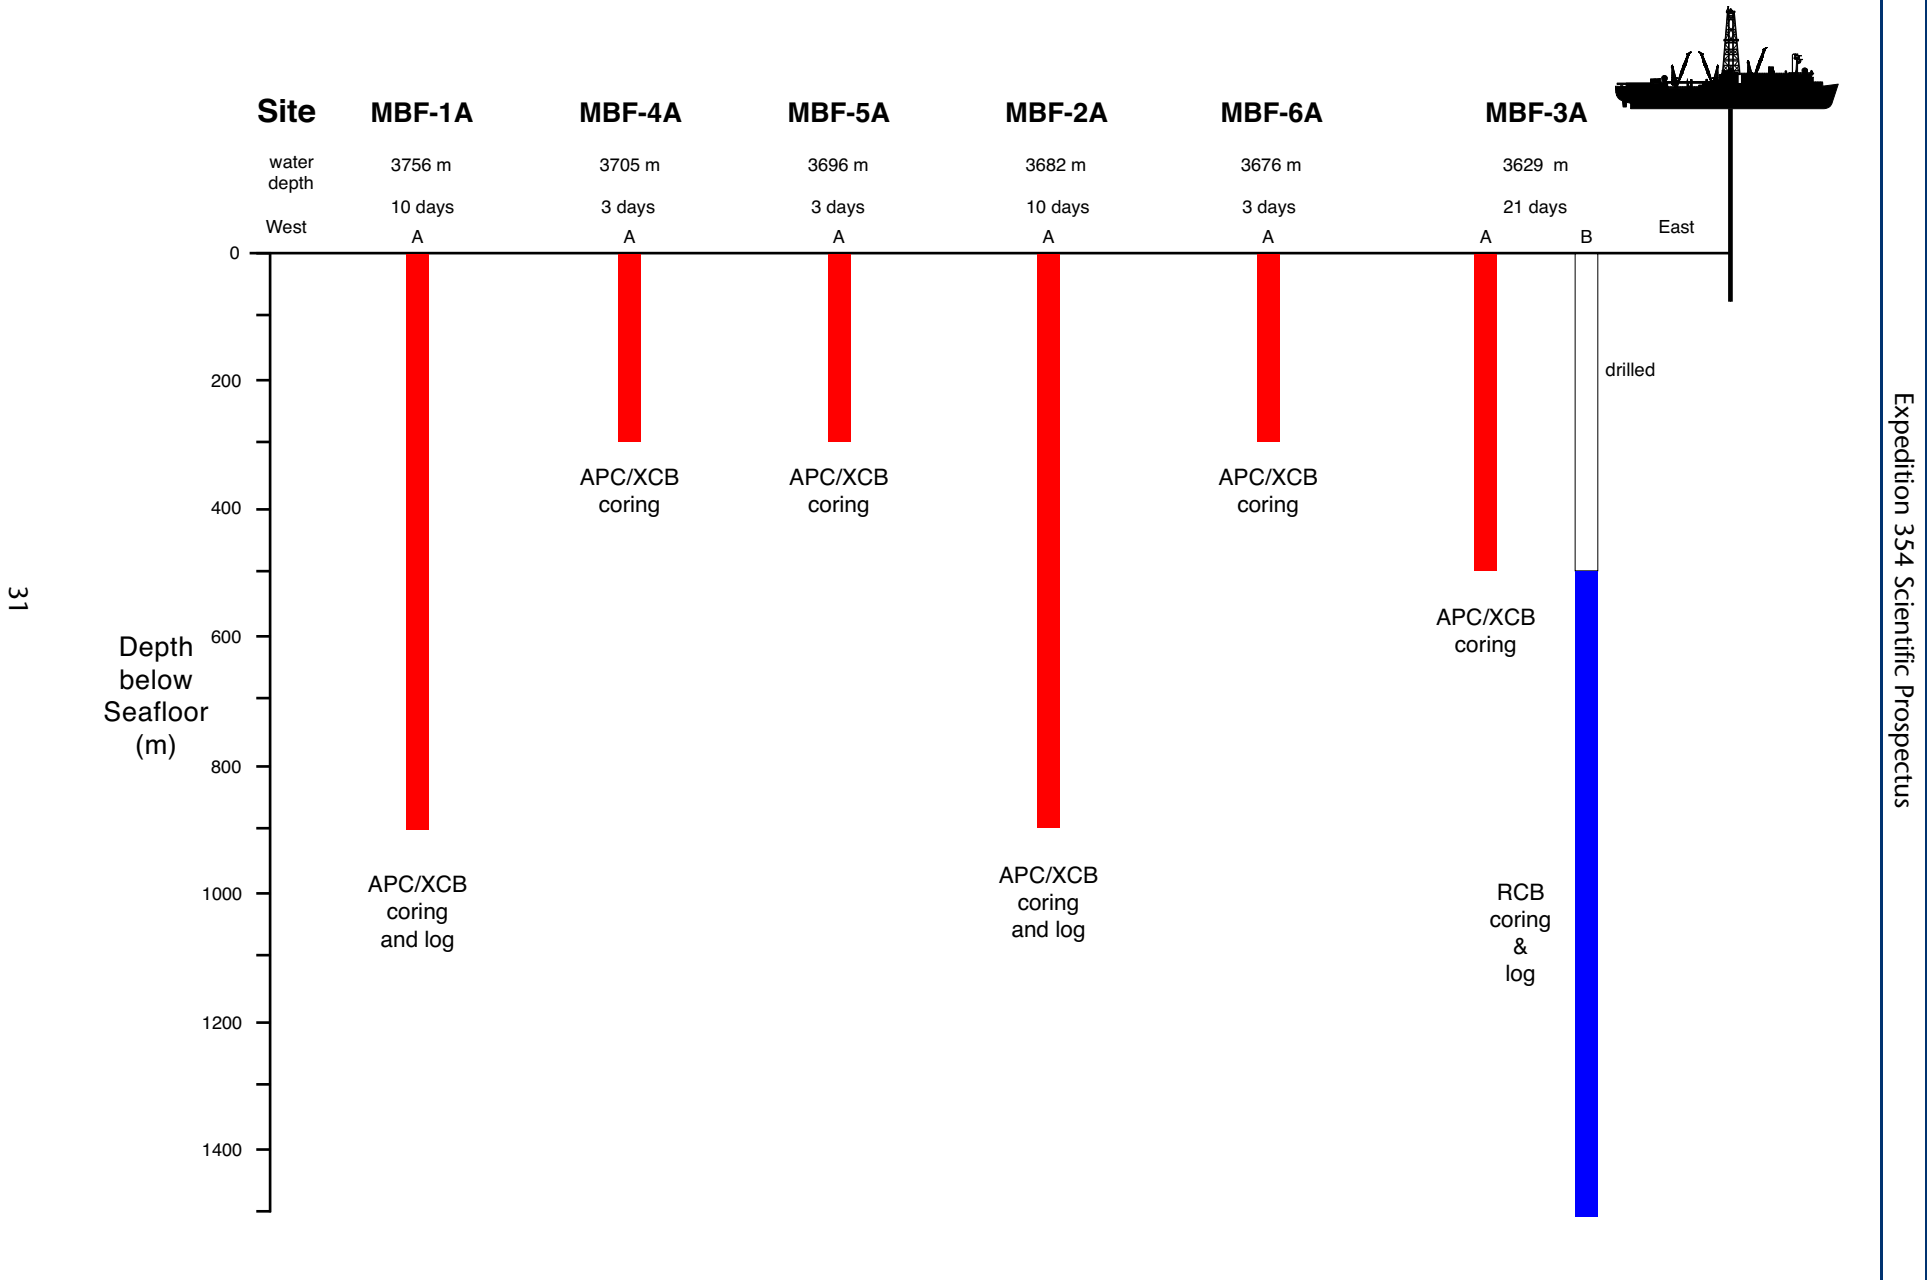 Site MBF-1A MBF-4A MBF-5A MBF-2A MBF-6A MBF-3A
water
depth
3756 m 3705 m 3696 m 3682 m 3676 m 3629 m
10 days 3 days 3 days 10 days 3 days 21 days
West East
A A A A A A B
0
200
400
600
800
1000
1200
1400
Depth
below
Seafloor
(m)
APC/XCB
coring
and log
APC/XCB
coring
APC/XCB
coring
APC/XCB
coring
and log
APC/XCB
coring
APC/XCB
coring
drilled
RCB
coring
&
log
31
Expedition 354 Scientific Prospectus